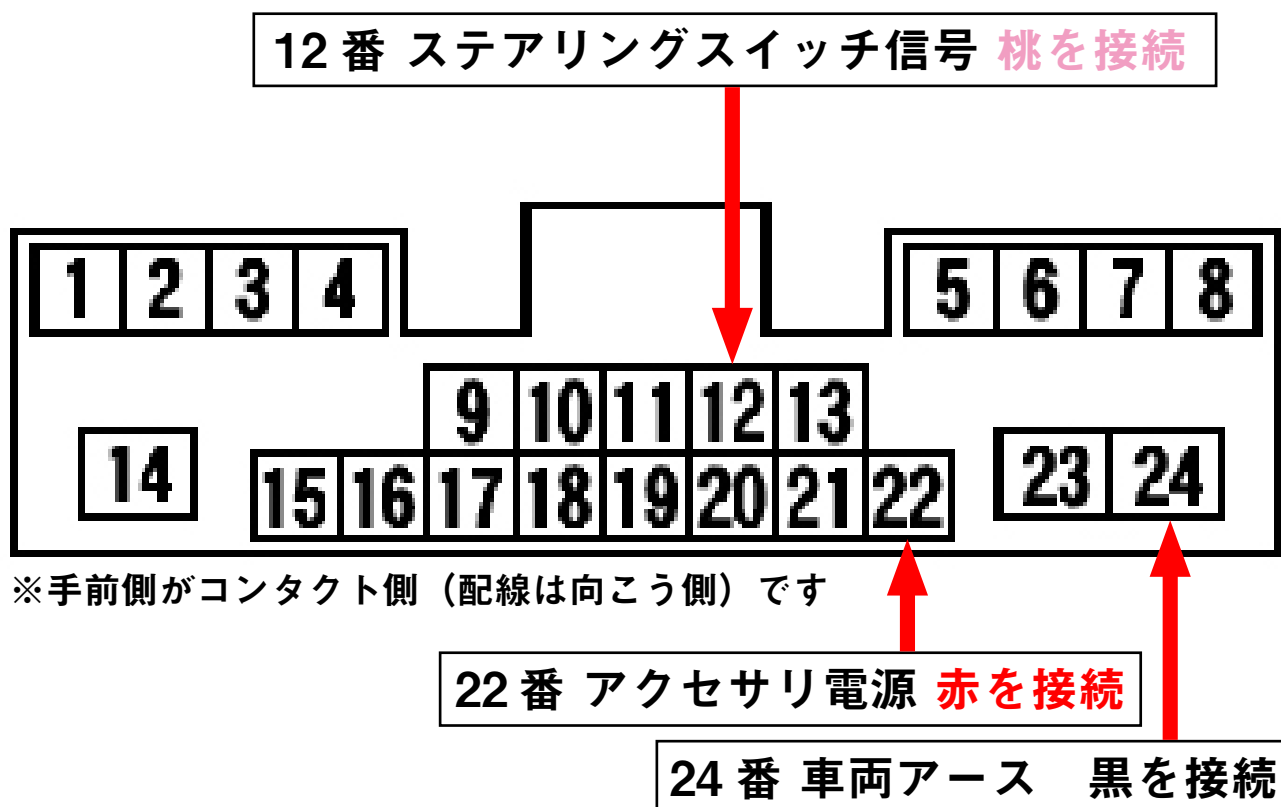 12番 ステアリングスイッチ信号 桃を接続
1 2 3 4 5 6 7 8
9 10 11 12 13
14 15 16 17 18 19 20 21 22 23 24
※手前側がコンタクト側（配線は向こう側）です
22番 アクセサリ電源 赤を接続
24番 車両アース　黒を接続